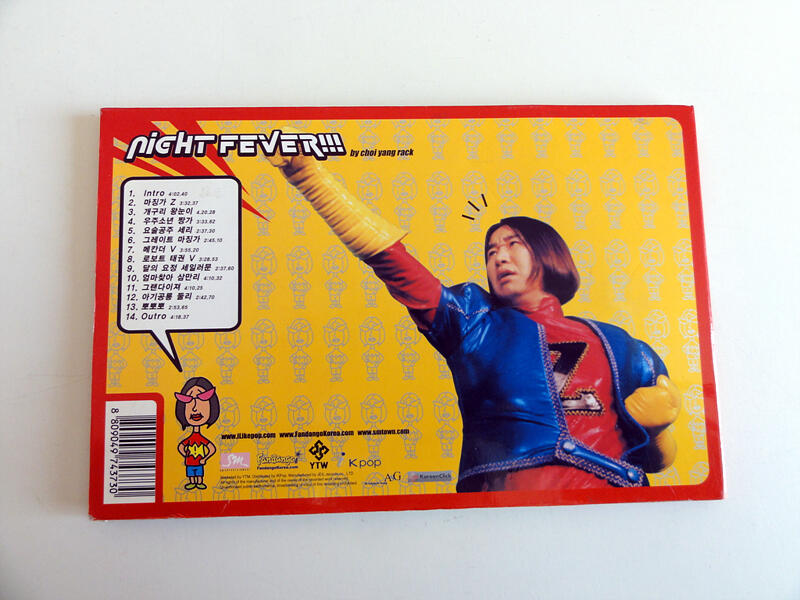 NIGHT FEVER!!!
by choi yang rack
1. Intro 4:02,40
2. 마징가 Z 3:32,37
3. 개구리 왕눈이 4,20,28
4. 우주소년 짱가 3:33,62
5. 요술공주 세리 2:37,30
6. 그레이트 마징가 2:45,10
7. 메칸더 V 3:55,20
8. 로보트 태권 V 3:28,53
9. 달의 요정 세일러문 2:37,60
10. 엄마찾아 삼만리 4:10,32
11. 그랜다이져 4:10,25
12. 아기공룡 둘리 2:42,70
13. 뽀뽀뽀 2:53,65
14. Outro 4:18,37
Z
www.iLikepop.com www.FandangoKorea.com www.smtown.com
SM
Fandango
FandangoKorea.com
YTW
Kpop
A&G
KoreanClick
8 809049 743730